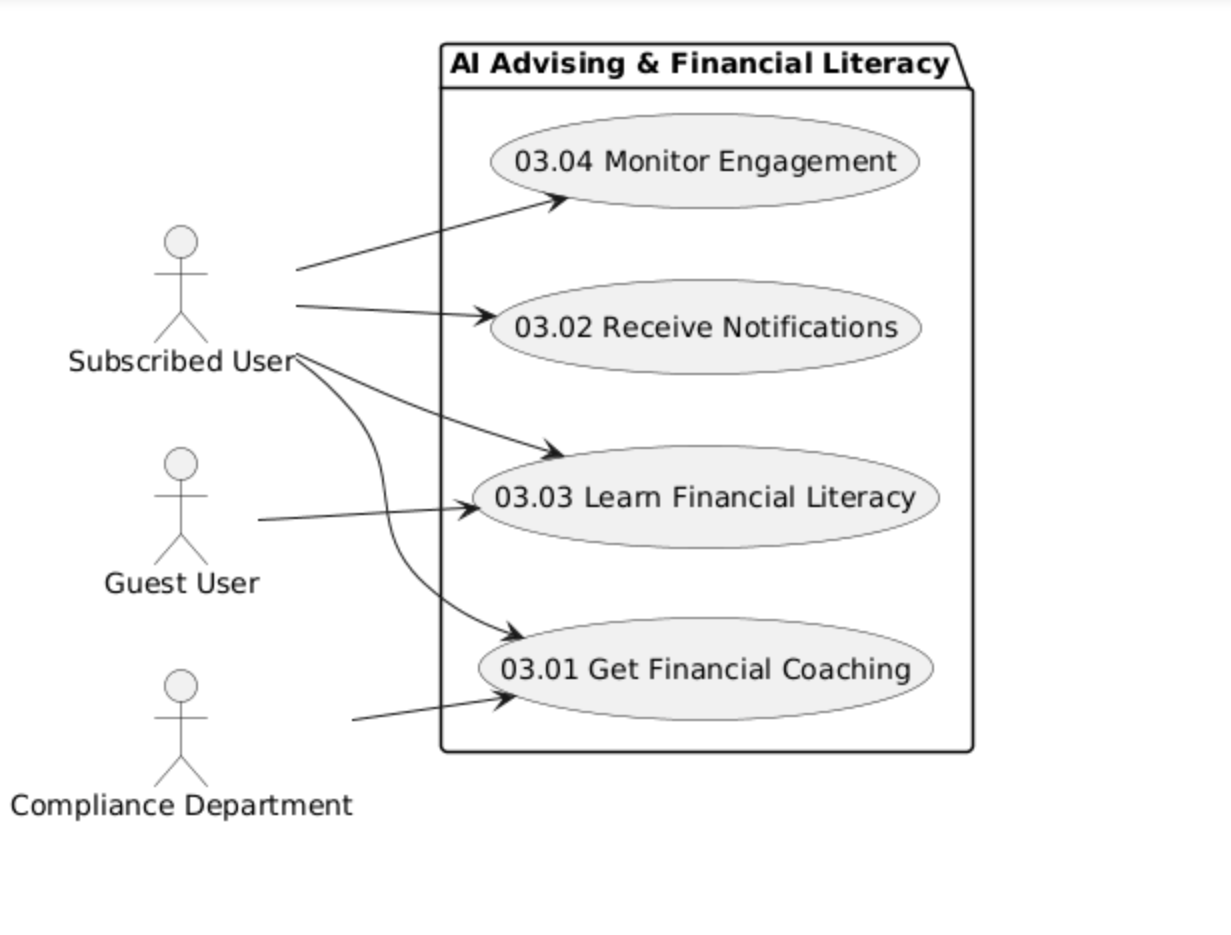 AI Advising & Financial Literacy
03.04 Monitor Engagement
03.02 Receive Notifications
Subscribed User
03.03 Learn Financial Literacy
Guest User
03.01 Get Financial Coaching
Compliance Department